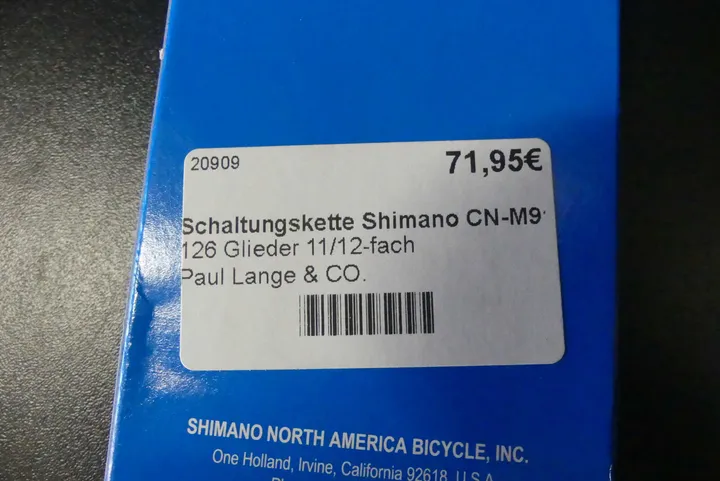 20909
71,95€
Schaltungskette Shimano CN-M9
126 Glieder 11/12-fach
Paul Lange & CO.
SHIMANO NORTH AMERICA BICYCLE, INC.
One Holland, Irvine, California 92618, U.S.A.